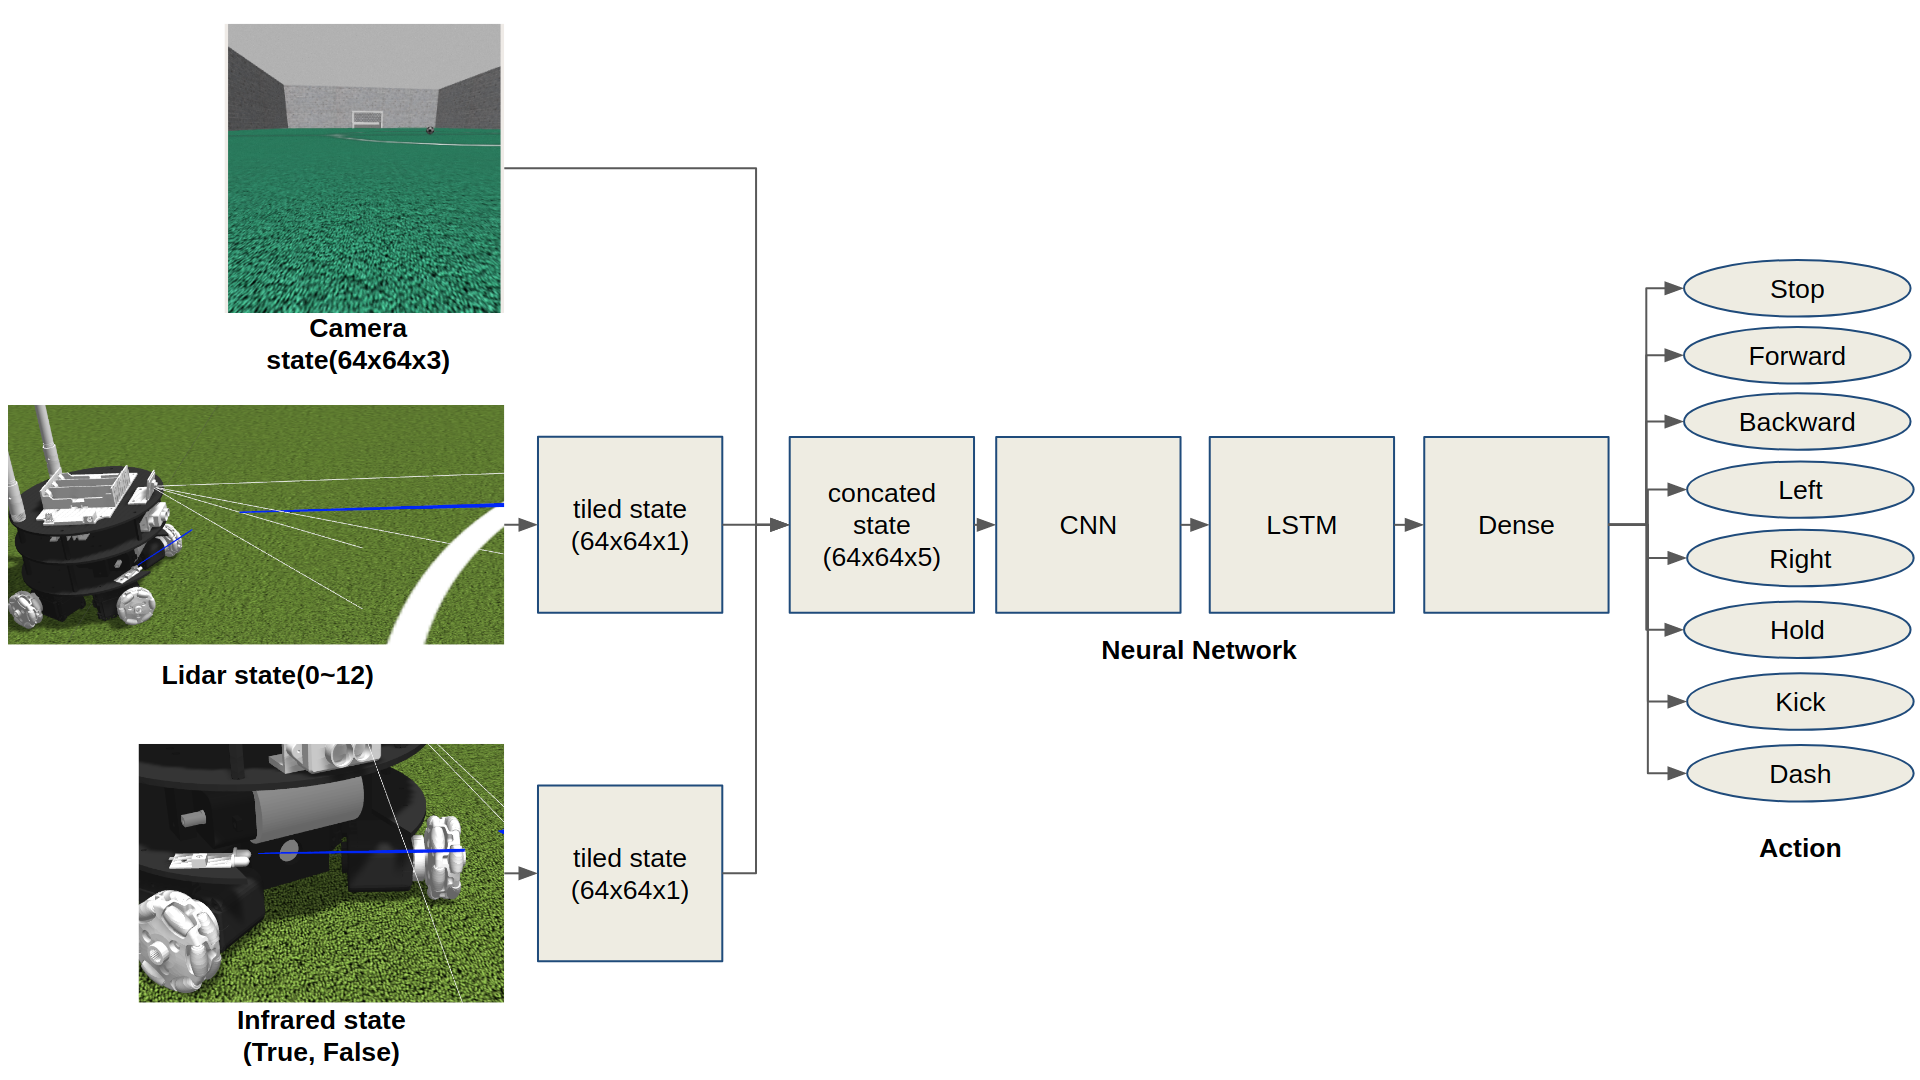 Camera
state(64x64x3)
Lidar state(0~12)
Infrared state
(True, False)
tiled state
(64x64x1)
tiled state
(64x64x1)
concated
state
(64x64x5)
CNN
LSTM
Dense
Neural Network
Stop
Forward
Backward
Left
Right
Hold
Kick
Dash
Action